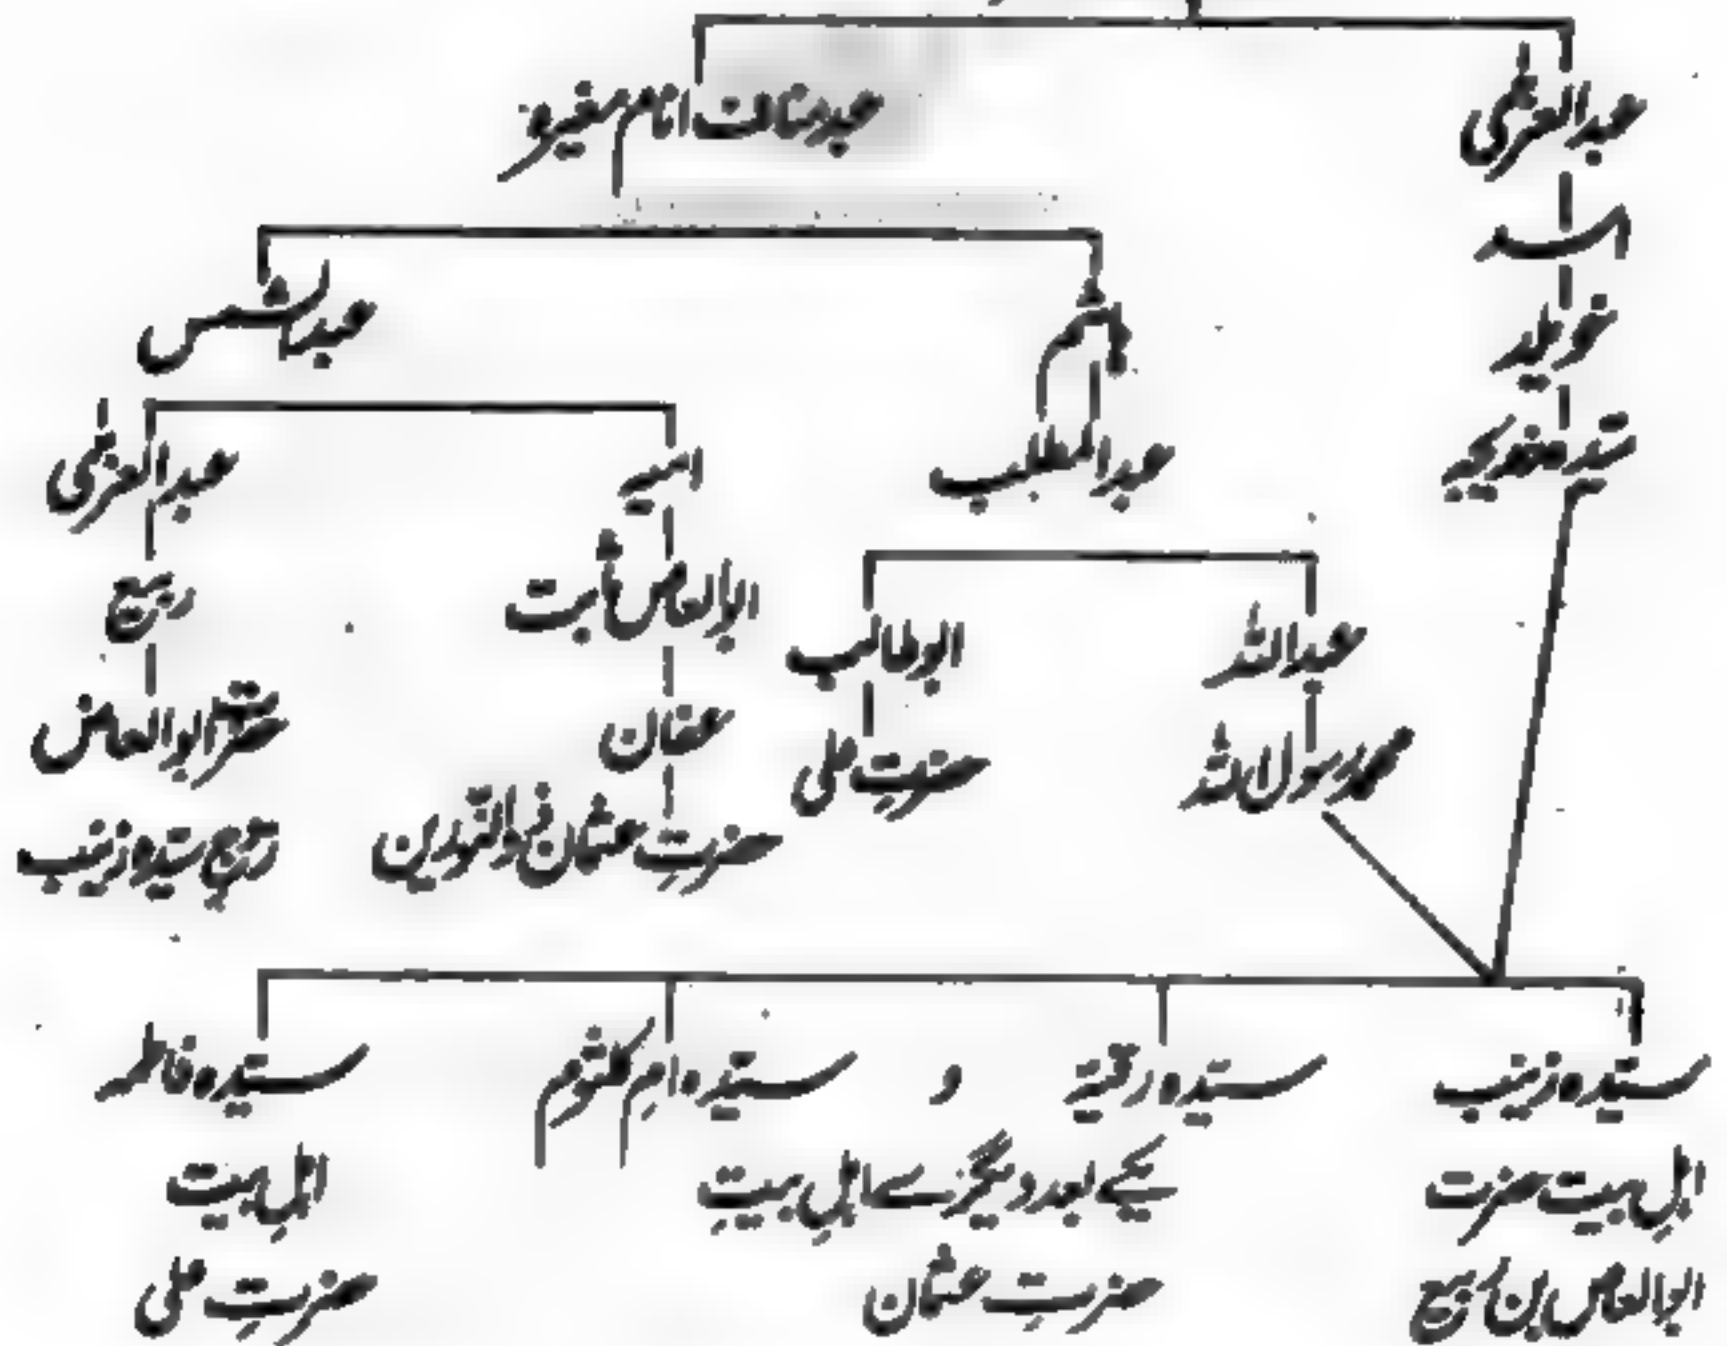 عبدالعزیٰ عبدمناف انام مغیرہ
اسد
ہاشم عبدالشمس
خویلد
سیدہ خدیجہ عبدالمطلب امیہ عبدالعزیٰ
عبداللہ ابوطالب ابوالعاص ثابت ربیع
محمد رسول اللہ حضرتِ علی عفان حضرت ابوالعاص
حضرتِ عثمان ذوالنورین زوج سیدہ زینب
سیدہ زینب سیدہ رقیہ و سیدہ ام کلثوم سیدہ فاطمہ
اہلِ بیت حضرت یکے بعد دیگرے اہلِ بیتِ اہلِ بیت
ابوالعاص بن ربیع حضرتِ عثمان حضرتِ علی